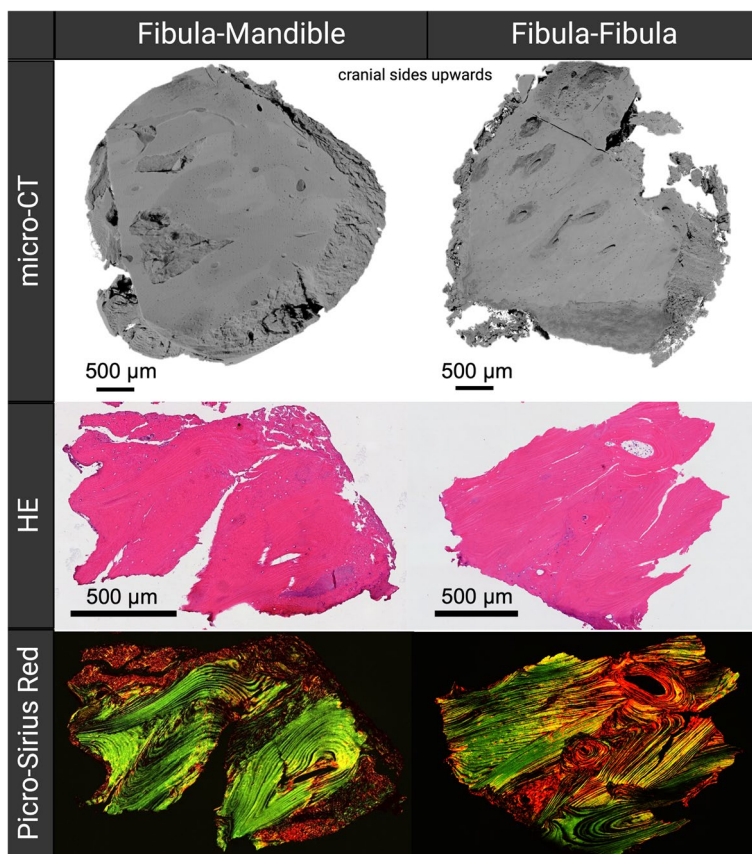 Fibula-Mandible
Fibula-Fibula
micro-CT
cranial sides upwards
500 µm
500 µm
HE
500 µm
500 µm
Picro-Sirius Red